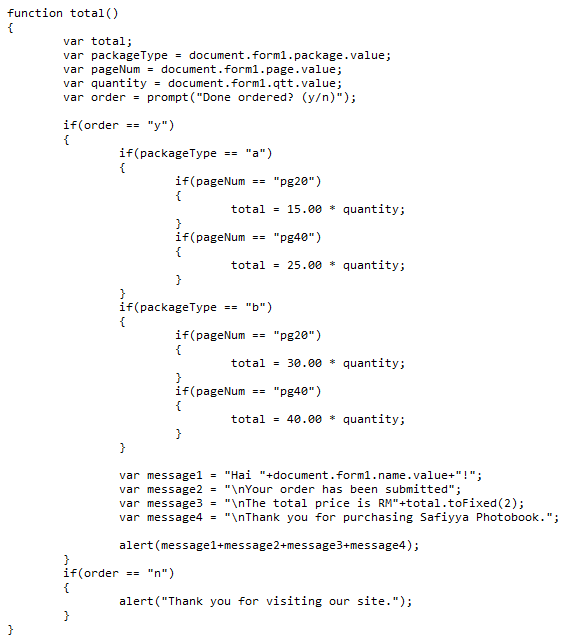 function total()
{
var total;
var packageType = document.form1.package.value;
var pageNum = document.form1.page.value;
var quantity = document.form1.qtt.value;
var order = prompt("Done ordered? (y/n)");
if(order == "y")
{
if(packageType == "a")
{
if(pageNum == "pg20")
{
total = 15.00 * quantity;
}
if(pageNum == "pg40")
{
total = 25.00 * quantity;
}
}
if(packageType == "b")
{
if(pageNum == "pg20")
{
total = 30.00 * quantity;
}
if(pageNum == "pg40")
{
total = 40.00 * quantity;
}
}
var message1 = "Hai "+document.form1.name.value+"!";
var message2 = "\nYour order has been submitted";
var message3 = "\nThe total price is RM"+total.toFixed(2);
var message4 = "\nThank you for purchasing Safiyya Photobook.";
alert(message1+message2+message3+message4);
}
if(order == "n")
{
alert("Thank you for visiting our site.");
}
}